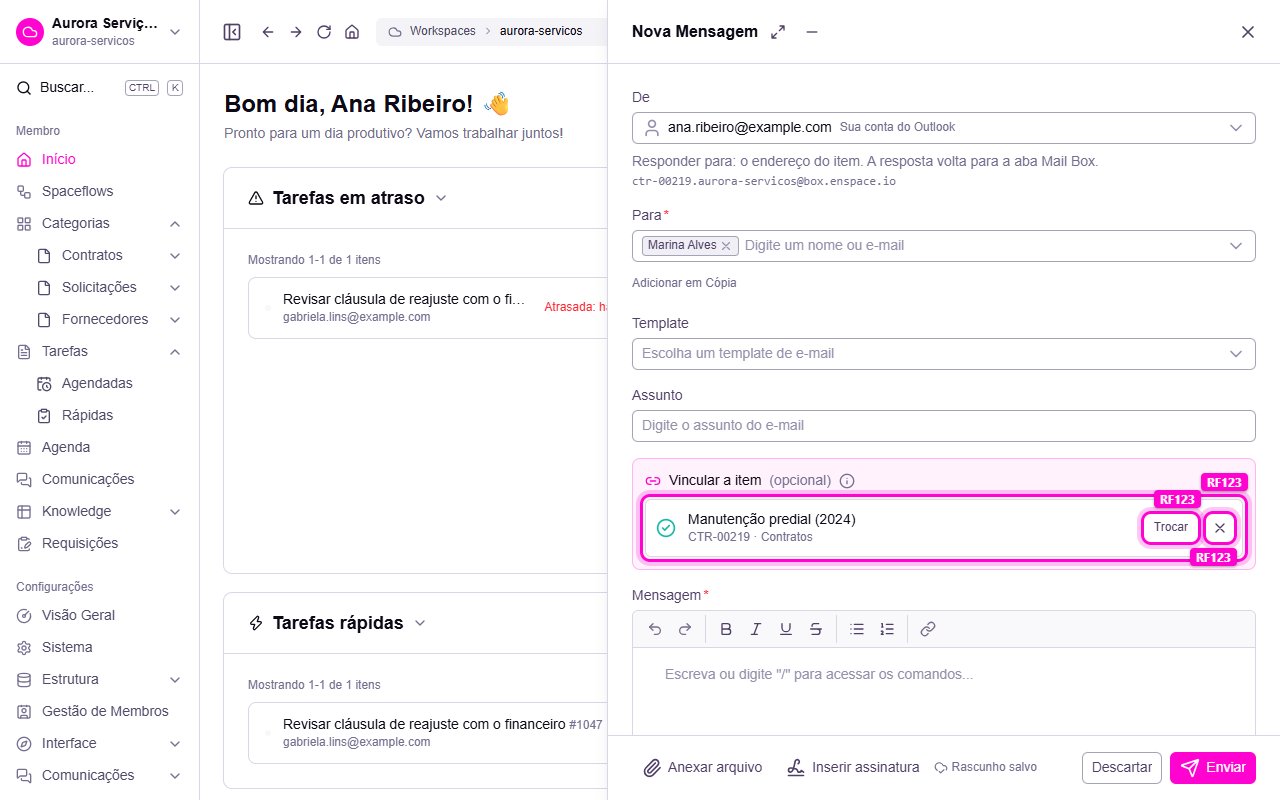 Aurora Serviç...
aurora-servicos
Buscar...
CTRL K
Membro
Início
Spaceflows
Categorias
Contratos
Solicitações
Fornecedores
Tarefas
Agendadas
Rápidas
Agenda
Comunicações
Knowledge
Requisições
Configurações
Visão Geral
Sistema
Estrutura
Gestão de Membros
Interface
Comunicações
Workspaces > aurora-servicos
Bom dia, Ana Ribeiro! 👋
Pronto para um dia produtivo? Vamos trabalhar juntos!
Tarefas em atraso
Mostrando 1-1 de 1 itens
Revisar cláusula de reajuste com o fi...
gabriela.lins@example.com
Atrasada:
Tarefas rápidas
Mostrando 1-1 de 1 itens
Revisar cláusula de reajuste com o financeiro #1047
gabriela.lins@example.com
Nova Mensagem
De
ana.ribeiro@example.com Sua conta do Outlook
Responder para: o endereço do item. A resposta volta para a aba Mail Box.
ctr-00219.aurora-servicos@box.enspace.io
Para*
Marina Alves Digite um nome ou e-mail
Adicionar em Cópia
Template
Escolha um template de e-mail
Assunto
Digite o assunto do e-mail
Vincular a item (opcional)
RF123
RF123
Manutenção predial (2024)
CTR-00219 · Contratos
Trocar
RF123
Mensagem*
Escreva ou digite "/" para acessar os comandos...
Anexar arquivo
Inserir assinatura
Rascunho salvo
Descartar
Enviar